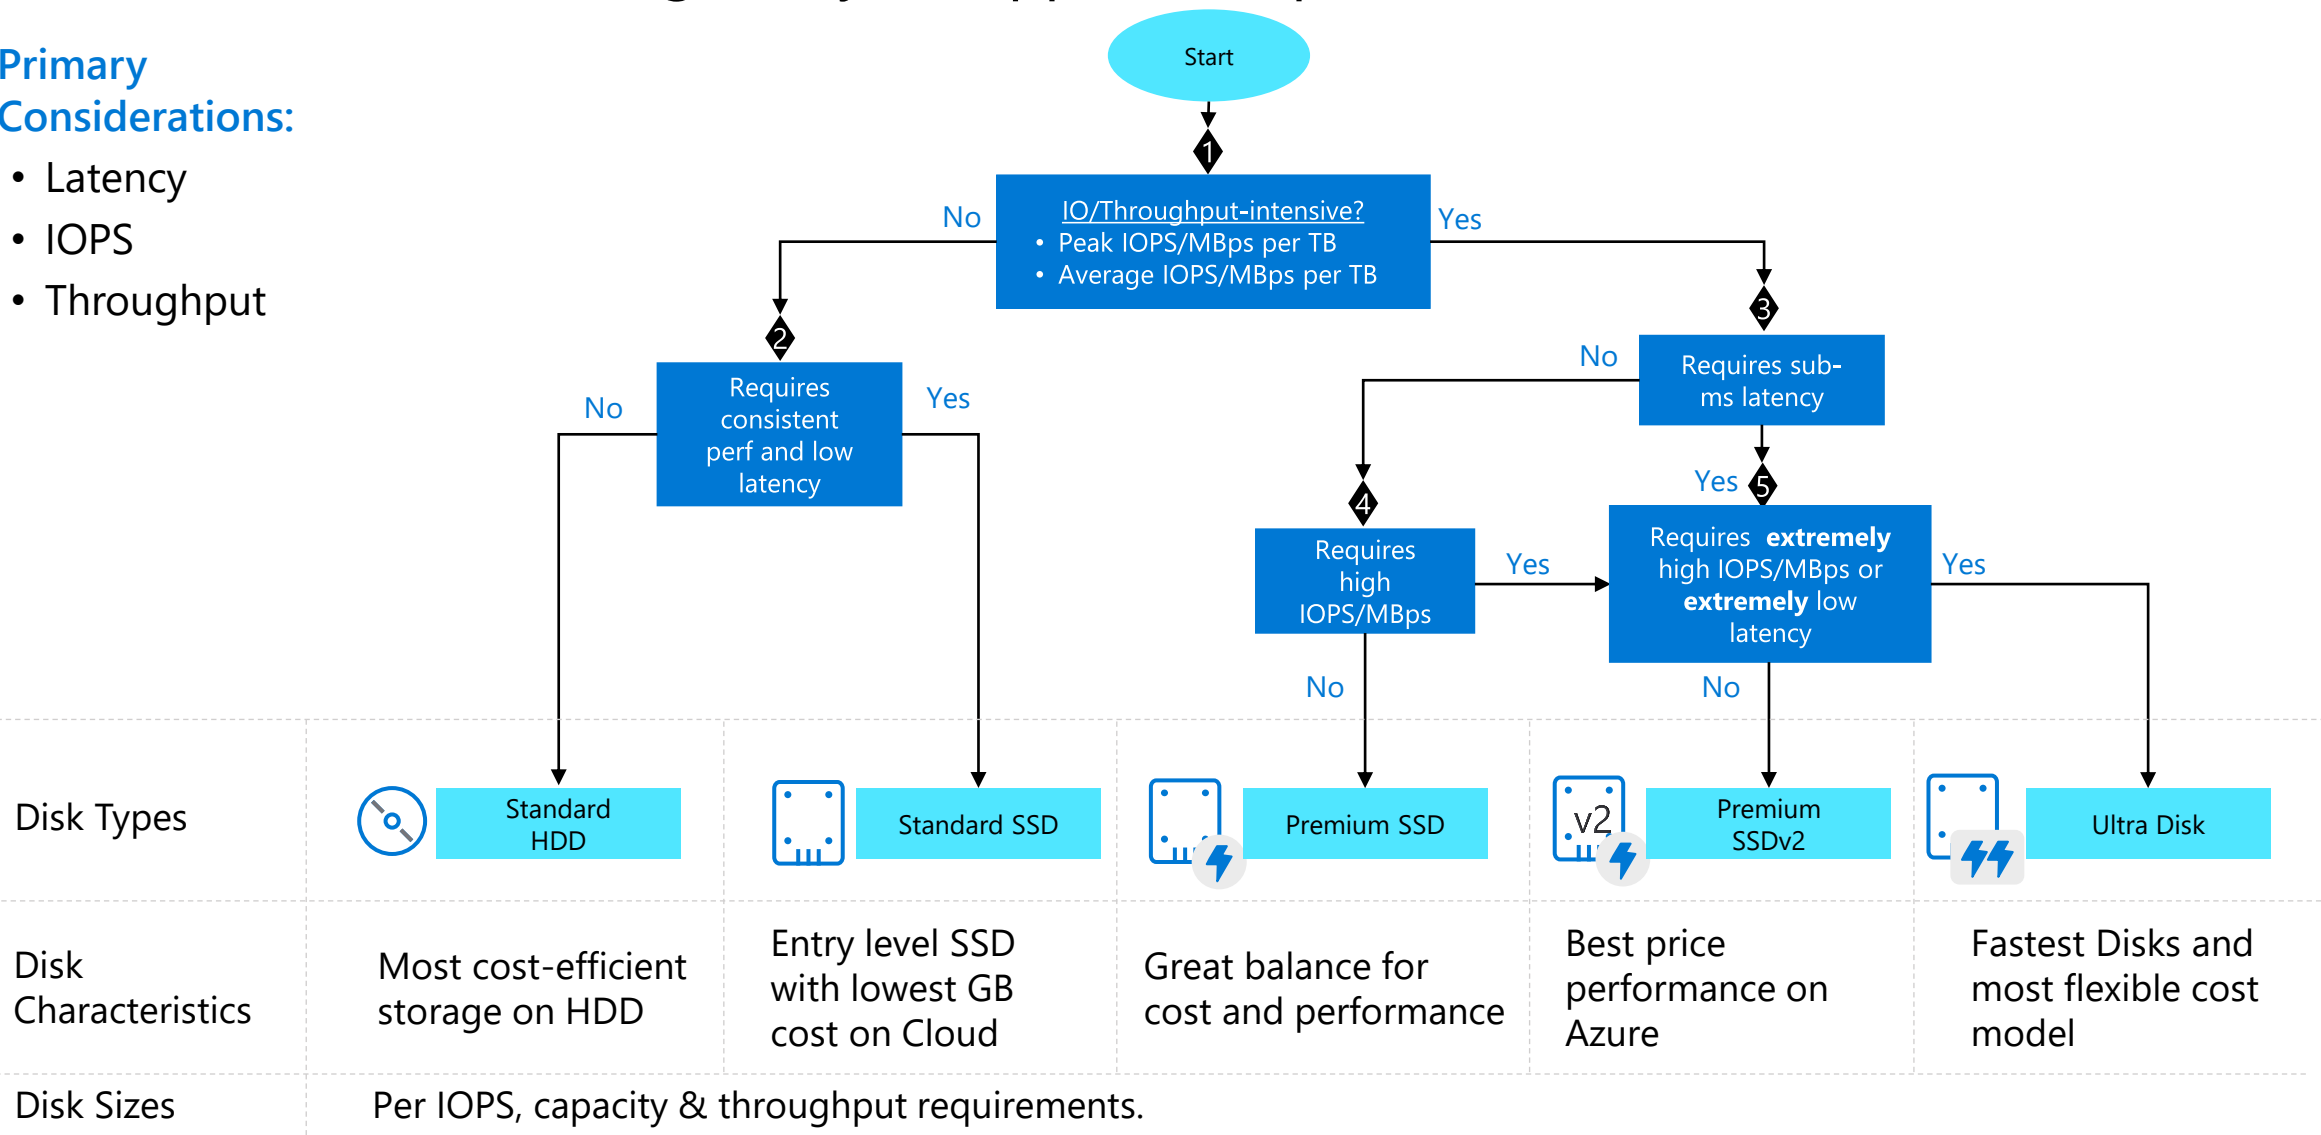 Start
Primary
Considerations:
• Latency
• IOPS
• Throughput
1
IO/Throughput-intensive?
• Peak IOPS/MBps per TB
• Average IOPS/MBps per TB
No
Yes
2
3
Requires
consistent
perf and low
latency
No
Yes
Requires sub-
ms latency
No
Yes
4
5
Requires
high
IOPS/MBps
Yes
No
Requires extremely
high IOPS/MBps or
extremely low
latency
Yes
No
Disk Types
Standard
HDD
Standard SSD
Premium SSD
v2
Premium
SSDv2
Ultra Disk
Disk
Characteristics
Most cost-efficient
storage on HDD
Entry level SSD
with lowest GB
cost on Cloud
Great balance for
cost and performance
Best price
performance on
Azure
Fastest Disks and
most flexible cost
model
Disk Sizes
Per IOPS, capacity & throughput requirements.